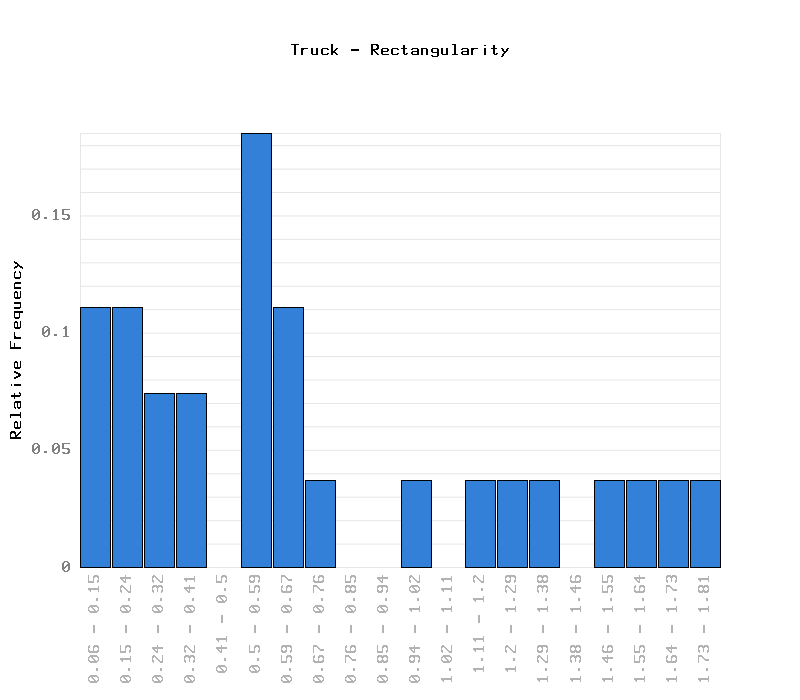 Truck - Rectangularity
Relative Frequency
0.15
0.1
0.05
0
0.06 - 0.15
0.15 - 0.24
0.24 - 0.32
0.32 - 0.41
0.41 - 0.5
0.5 - 0.59
0.59 - 0.67
0.67 - 0.76
0.76 - 0.85
0.85 - 0.94
0.94 - 1.02
1.02 - 1.11
1.11 - 1.2
1.2 - 1.29
1.29 - 1.38
1.38 - 1.46
1.46 - 1.55
1.55 - 1.64
1.64 - 1.73
1.73 - 1.81